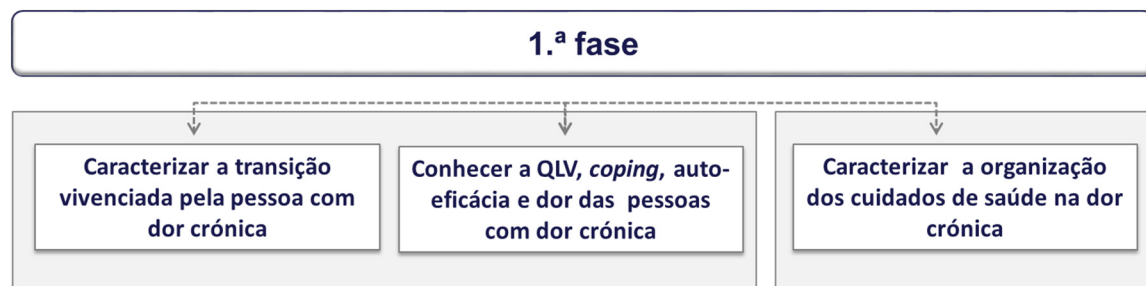 1.ª fase
Caracterizar a transição
vivenciada pela pessoa com
dor crónica
Conhecer a QLV, coping, auto-
eficácia e dor das pessoas
com dor crónica
Caracterizar a organização
dos cuidados de saúde na dor
crónica